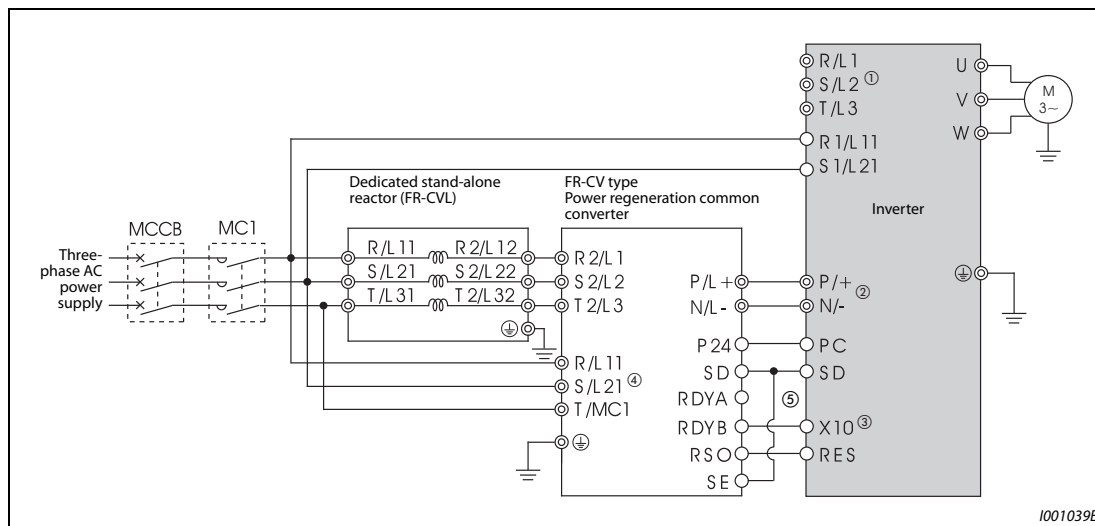 R/L1
S/L2 ①
T/L3
R1/L11
S1/L21
U
V
W
M
3~
Inverter
Dedicated stand-alone
reactor (FR-CVL)
FR-CV type
Power regeneration common
converter
MCCB
MC1
Three-
phase AC
power
supply
R/L11
R2/L12
S/L21
S2/L22
T/L31
T2/L32
R2/L1
S2/L2
T2/L3
R/L11
S/L21 ④
T/MC1
P/L+
N/L-
P24
SD
RDYA
RDYB
RSO
SE
⑤
P/+
②
N/-
PC
SD
X10 ③
RES
I001039E